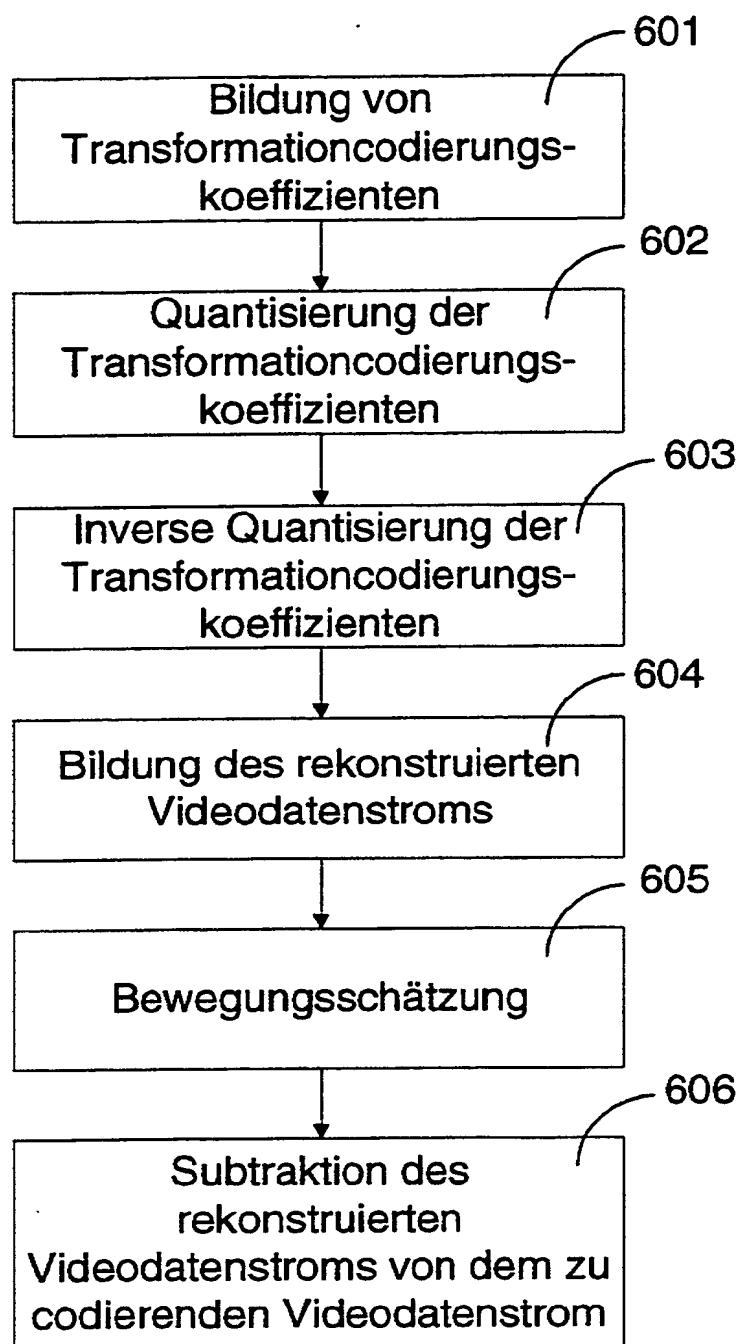 601
Bildung von
Transformationcodierungs-
koeffizienten
602
Quantisierung der
Transformationcodierungs-
koeffizienten
603
Inverse Quantisierung der
Transformationcodierungs-
koeffizienten
604
Bildung des rekonstruierten
Videodatenstroms
605
Bewegungsschätzung
606
Subtraktion des
rekonstruierten
Videodatenstroms von dem zu
codierenden Videodatenstrom